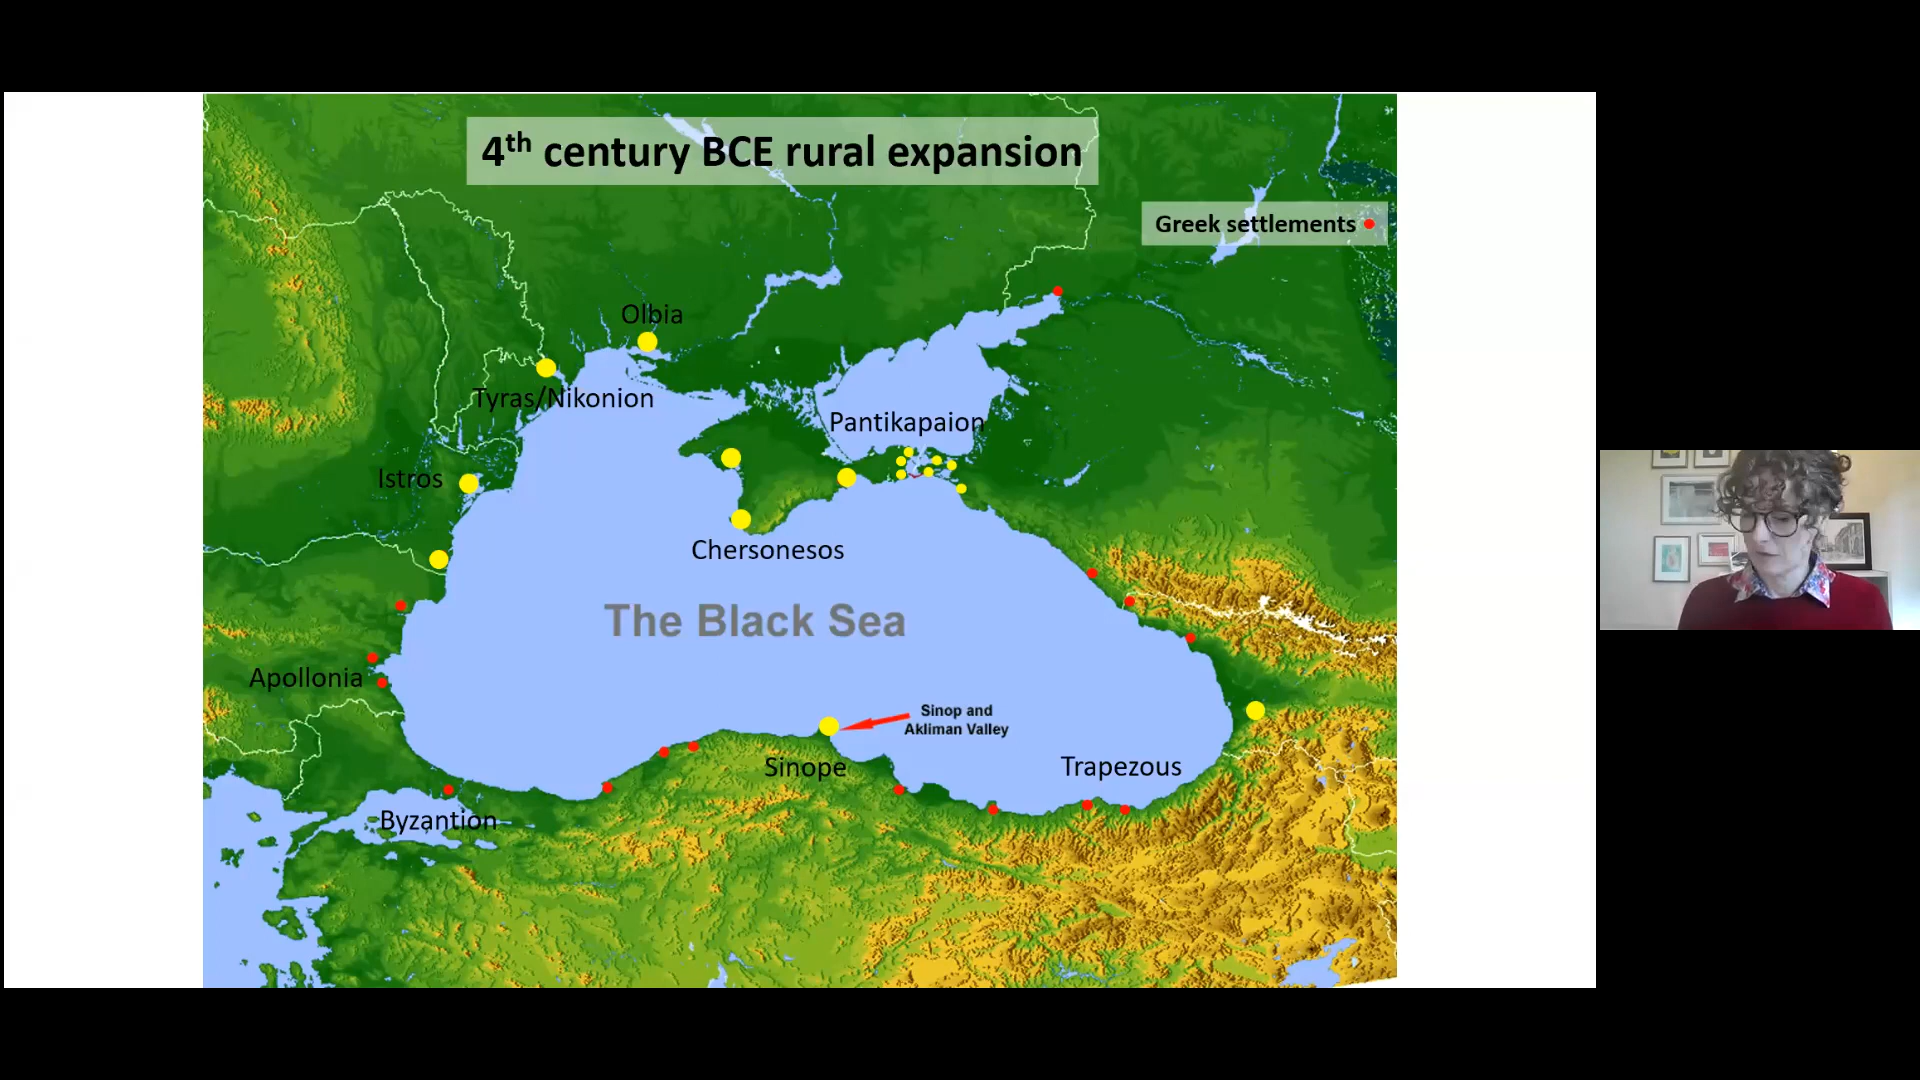 4th century BCE rural expansion
Greek settlements
Olbia
Tyras/Nikonion
Pantikapaion
Istros
Chersonesos
The Black Sea
Apollonia
Sinop and
Akliman Valley
Sinope
Trapezous
Byzantion